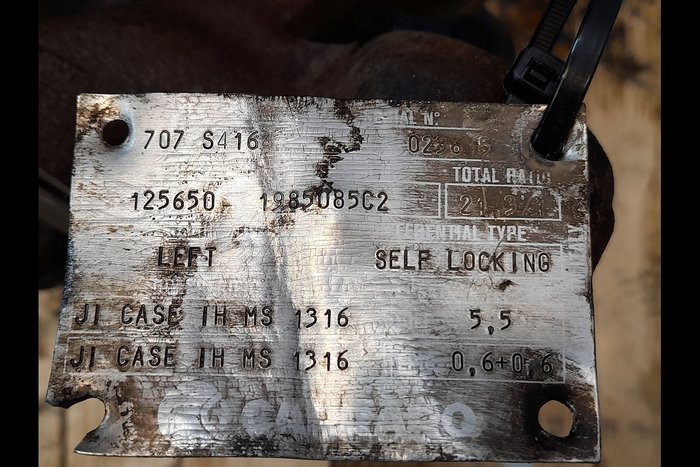 707 S416
TOTAL RATIO
125650 1985085C2
TYPE
LEFT SELF LOCKING
JI CASE IH MS 1316 5,5
JI CASE IH MS 1316 0,6+0,6